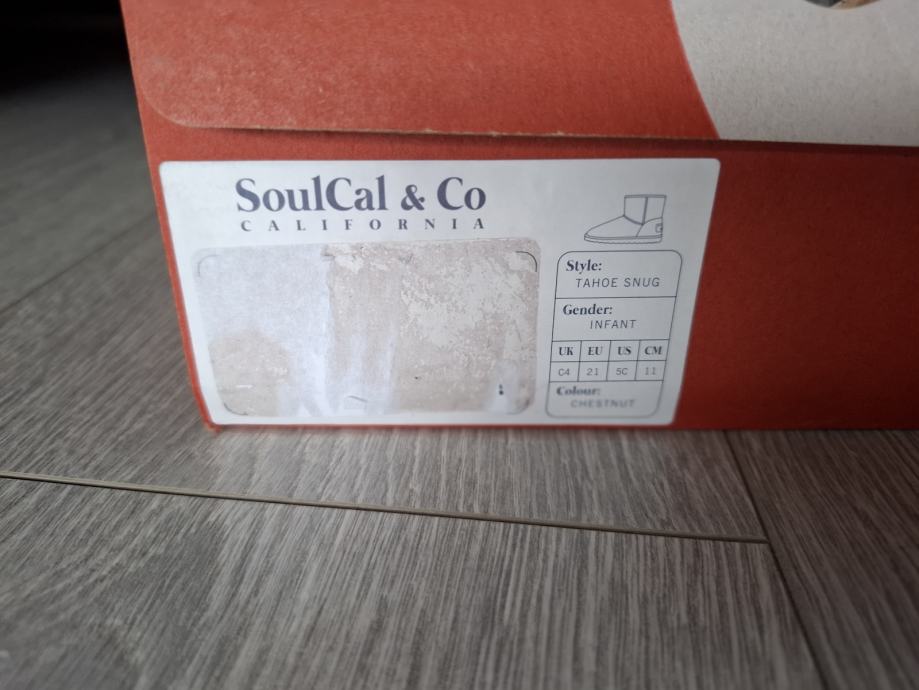 SoulCal & Co
CALIFORNIA
Style:
TAHOE SNUG
Gender:
INFANT
UK EU US CM
C4 21 5C 11
Colour:
CHESTNUT